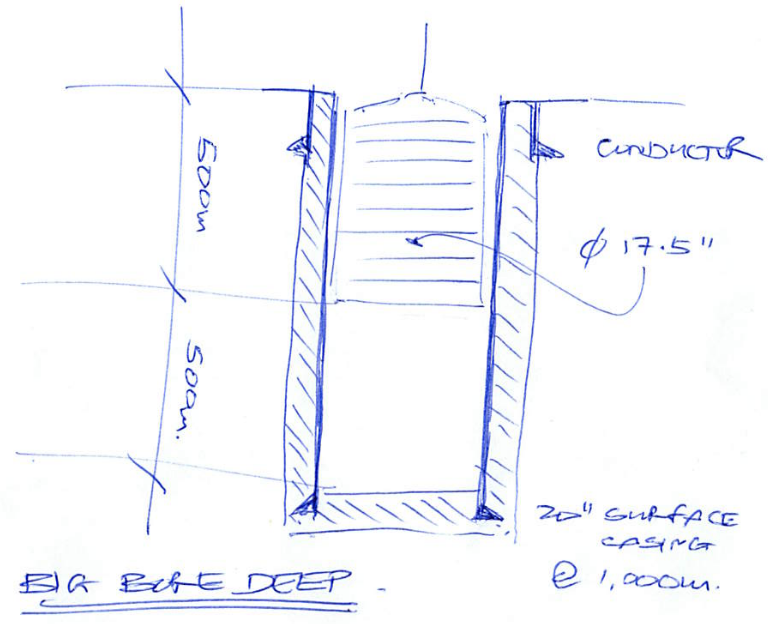 CONDUCTOR
500m
Ø 17.5"
500m.
20" SURFACE
CASING
@ 1,000m.
BIG BORE DEEP.